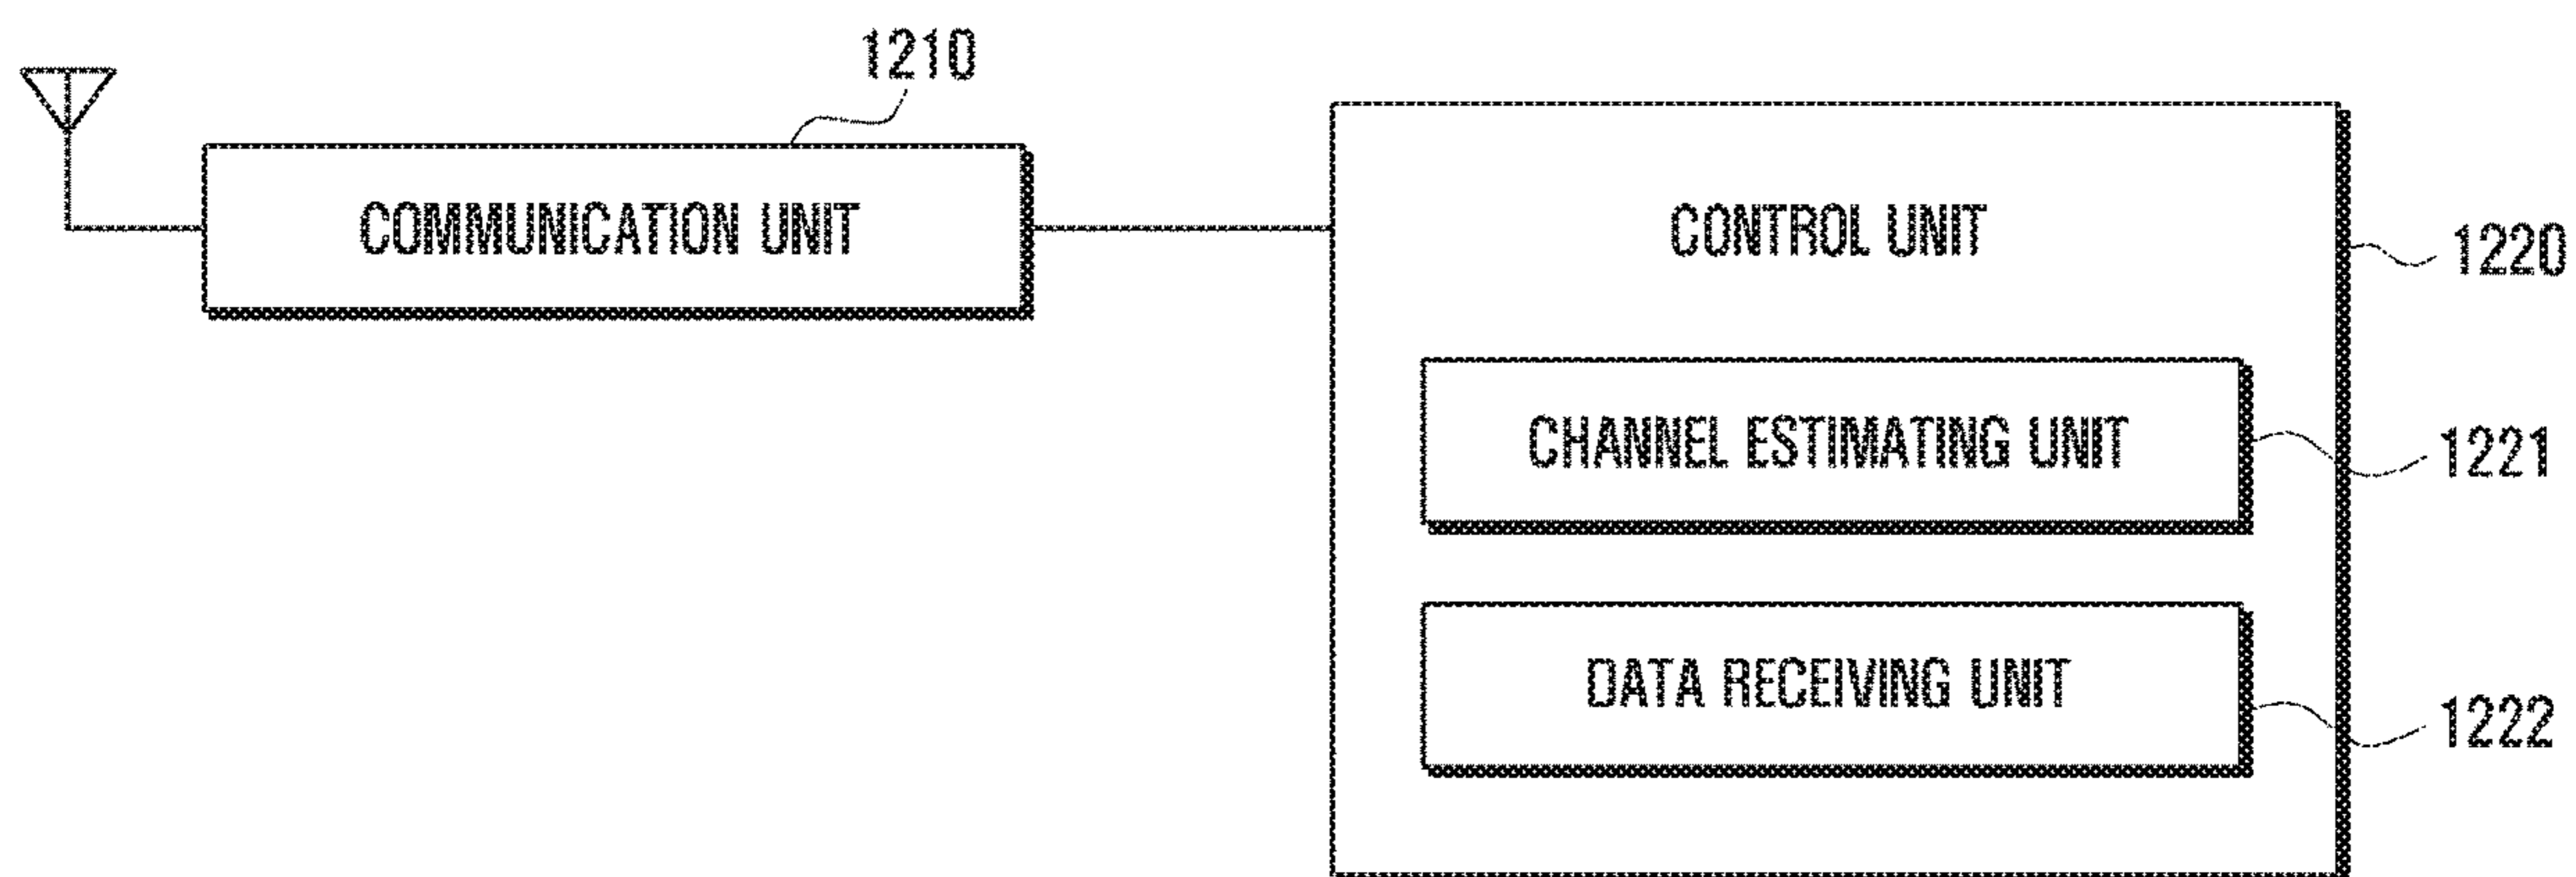 1210
COMMUNICATION UNIT
CONTROL UNIT
1220
CHANNEL ESTIMATING UNIT
1221
DATA RECEIVING UNIT
1222